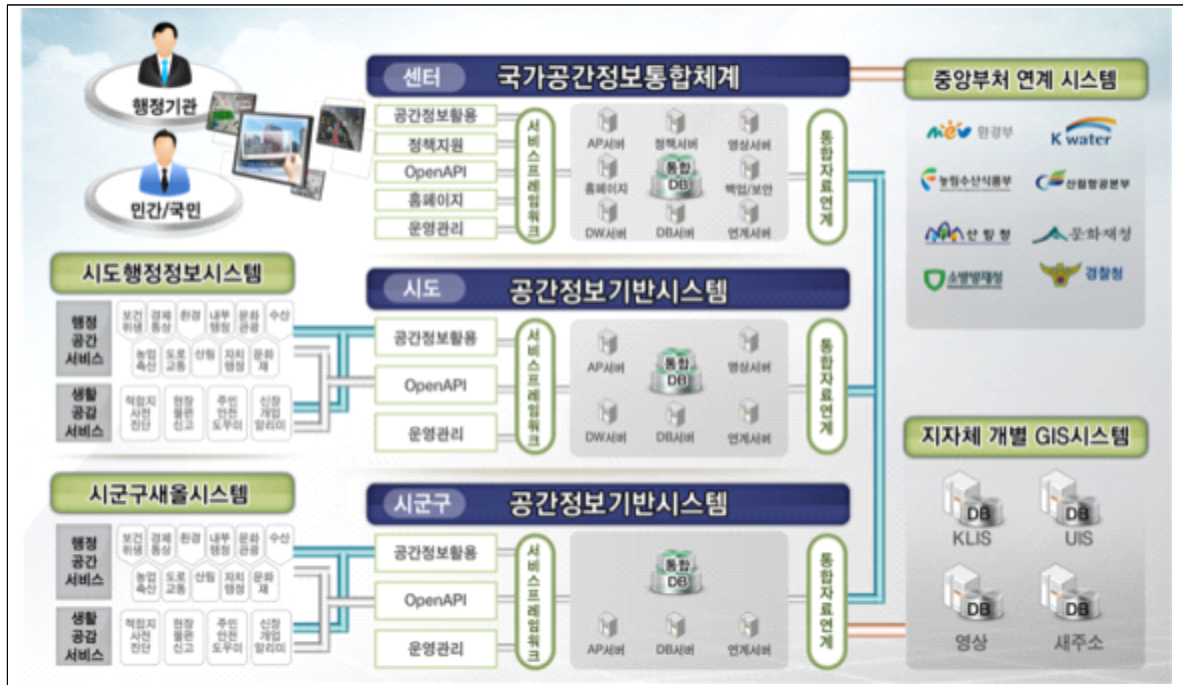 행정기관
민간/국민
센터 국가공간정보통합체계
공간정보활용
정책지원
OpenAPI
홈페이지
운영관리
서비스프레임워크
AP서버
정책서버
영상서버
홈페이지
통합
DB
백업/보안
DW서버
DB서버
연계서버
통합자료연계
중앙부처 연계 시스템
mev 환경부
K water
농림수산식품부
산림항공본부
산림청
문화재청
소방방재청
경찰청
시도행정정보시스템
행정
공간
서비스
보건
위생
경제
통상
환경
내부
행정
문화
관광
수산
농업
축산
도로
교통
산림
자치
행정
문화
재
생활
공감
서비스
적합지
사전
진단
현장
불편
신고
주민
안전
도우미
신장
개업
알리미
시도 공간정보기반시스템
공간정보활용
OpenAPI
운영관리
서비스프레임워크
AP서버
통합
DB
영상서버
DW서버
DB서버
연계서버
통합자료연계
시군구새올시스템
행정
공간
서비스
보건
위생
경제
통상
환경
내부
행정
문화
관광
수산
농업
축산
도로
교통
산림
자치
행정
문화
재
생활
공감
서비스
적합지
사전
진단
현장
불편
신고
주민
안전
도우미
신장
개업
알리미
시군구 공간정보기반시스템
공간정보활용
OpenAPI
운영관리
서비스프레임워크
통합
DB
AP서버
DB서버
연계서버
통합자료연계
지자체 개별 GIS시스템
DB
KLIS
DB
UIS
DB
영상
DB
새주소